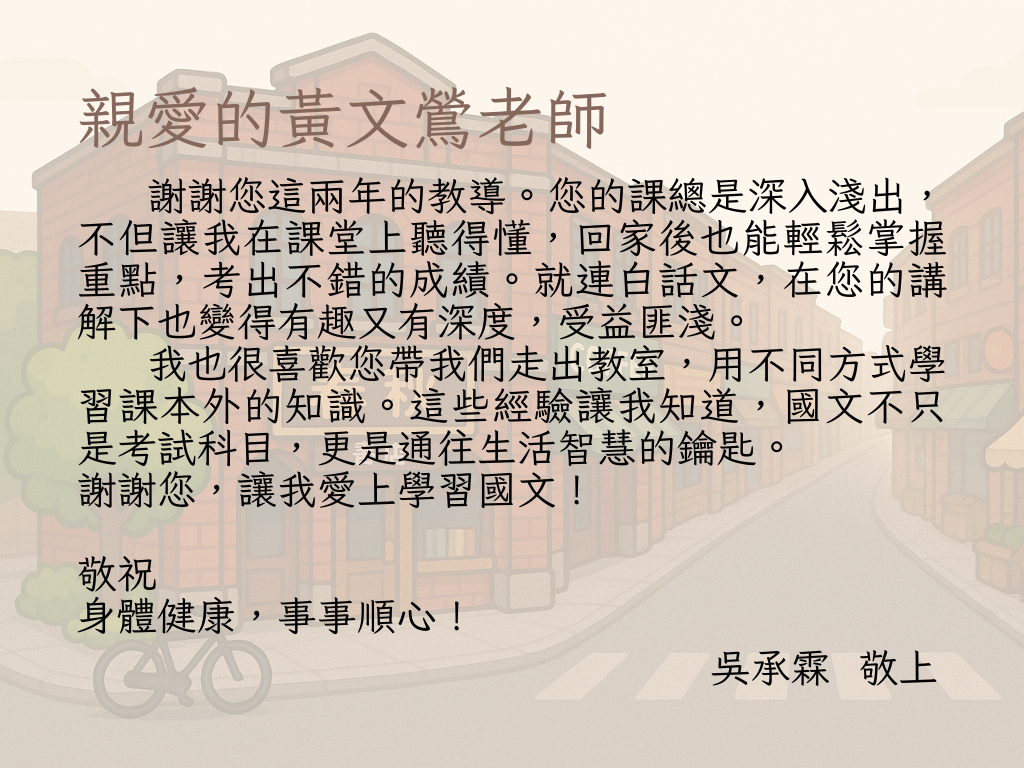 親愛的黃文鶯老師
謝謝您這兩年的教導。您的課總是深入淺出，
不但讓我在課堂上聽得懂，回家後也能輕鬆掌握
重點，考出不錯的成績。就連白話文，在您的講
解下也變得有趣又有深度，受益匪淺。
我也很喜歡您帶我們走出教室，用不同方式學
習課本外的知識。這些經驗讓我知道，國文不只
是考試科目，更是通往生活智慧的鑰匙。
謝謝您，讓我愛上學習國文！
敬祝
身體健康，事事順心！
吳承霖 敬上